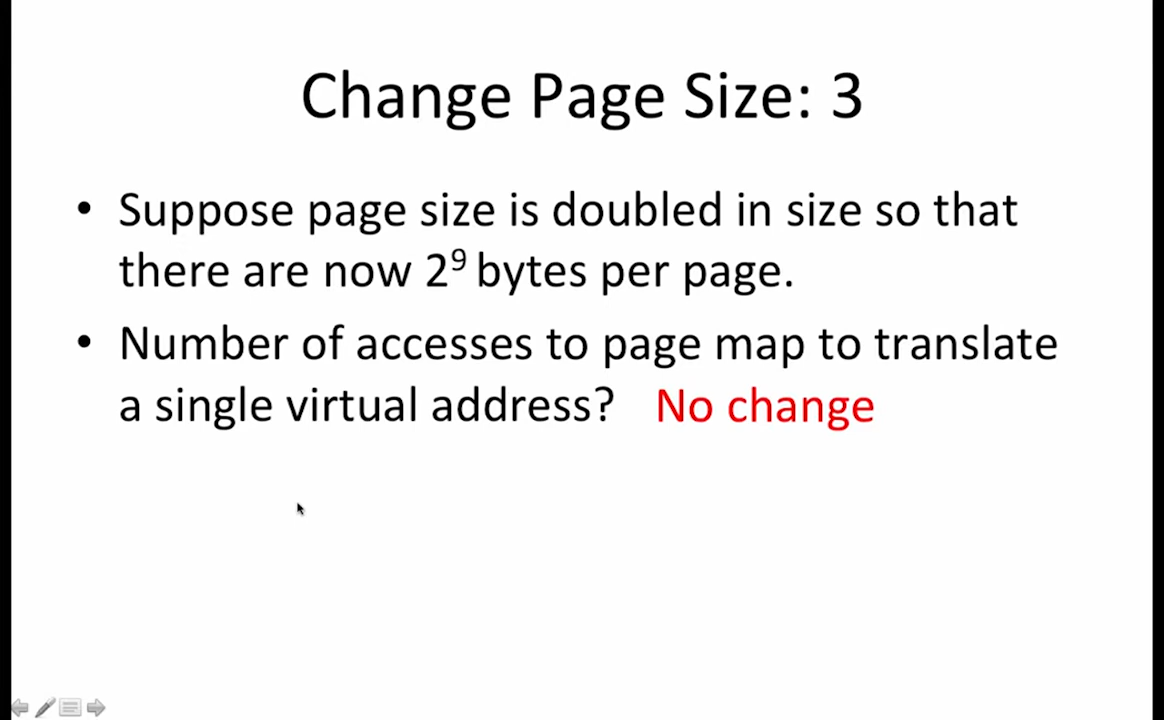 Change Page Size: 3
• Suppose page size is doubled in size so that
there are now 2⁹ bytes per page.
• Number of accesses to page map to translate
a single virtual address? No change